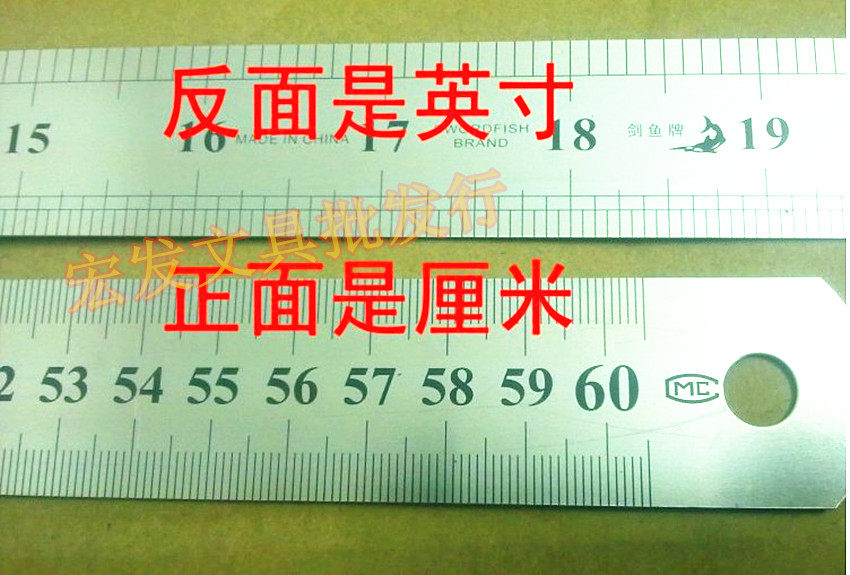 反面是英寸
15 16 MADE IN CHINA 17 SWORDFISH BRAND 18 剑鱼牌 19
宏发文具批发行
正面是厘米
53 54 55 56 57 58 59 60 MC